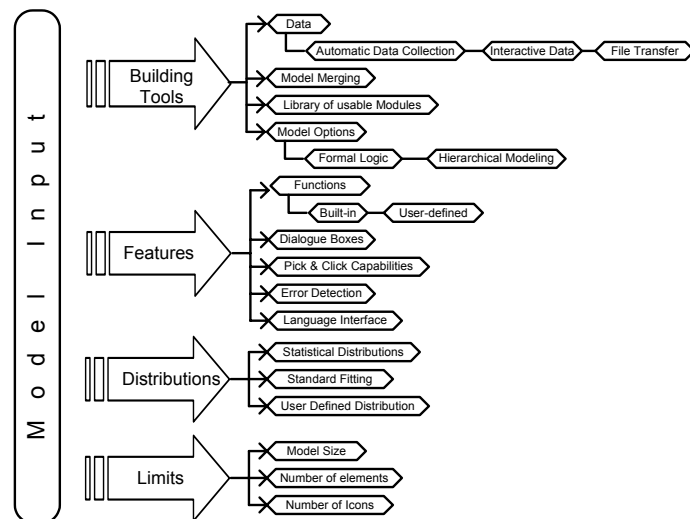 Model Input
Building
Tools
Data
Automatic Data Collection
Interactive Data
File Transfer
Model Merging
Library of usable Modules
Model Options
Formal Logic
Hierarchical Modeling
Features
Functions
Built-in
User-defined
Dialogue Boxes
Pick & Click Capabilities
Error Detection
Language Interface
Distributions
Statistical Distributions
Standard Fitting
User Defined Distribution
Limits
Model Size
Number of elements
Number of Icons